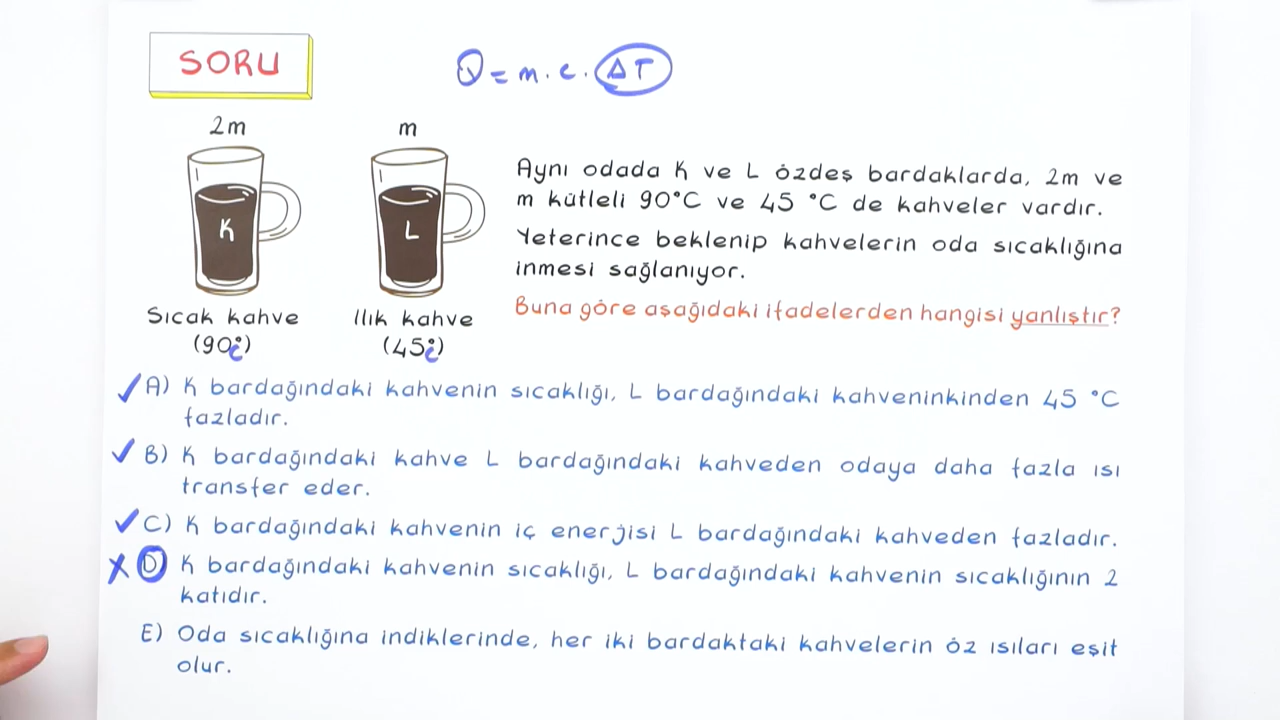 SORU
Q = m . c . ΔT
2m
m
K
L
Sıcak kahve
(90°C)
Ilık kahve
(45°C)
Aynı odada K ve L özdeş bardaklarda, 2m ve
m kütleli 90°C ve 45 °C de kahveler vardır.
Yeterince beklenip kahvelerin oda sıcaklığına
inmesi sağlanıyor.
Buna göre aşağıdaki ifadelerden hangisi yanlıştır?
A) K bardağındaki kahvenin sıcaklığı, L bardağındaki kahveninkinden 45 °C
fazladır.
B) K bardağındaki kahve L bardağındaki kahveden odaya daha fazla ısı
transfer eder.
C) K bardağındaki kahvenin iç enerjisi L bardağındaki kahveden fazladır.
D) K bardağındaki kahvenin sıcaklığı, L bardağındaki kahvenin sıcaklığının 2
katıdır.
E) Oda sıcaklığına indiklerinde, her iki bardaktaki kahvelerin öz ısıları eşit
olur.